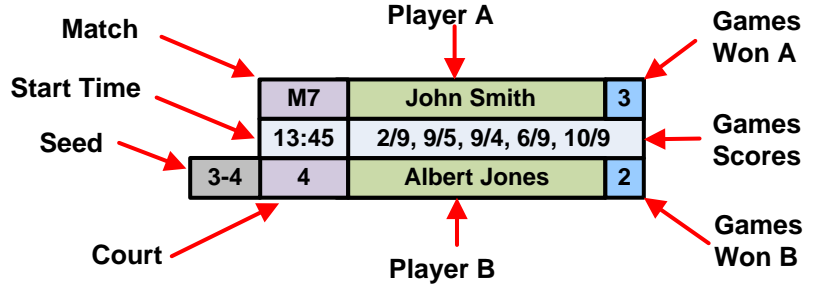 Player A
Match
Games
Won A
Start Time
M7 John Smith 3
Seed
13:45 2/9, 9/5, 9/4, 6/9, 10/9
Games
Scores
3-4 4 Albert Jones 2
Court
Player B
Games
Won B